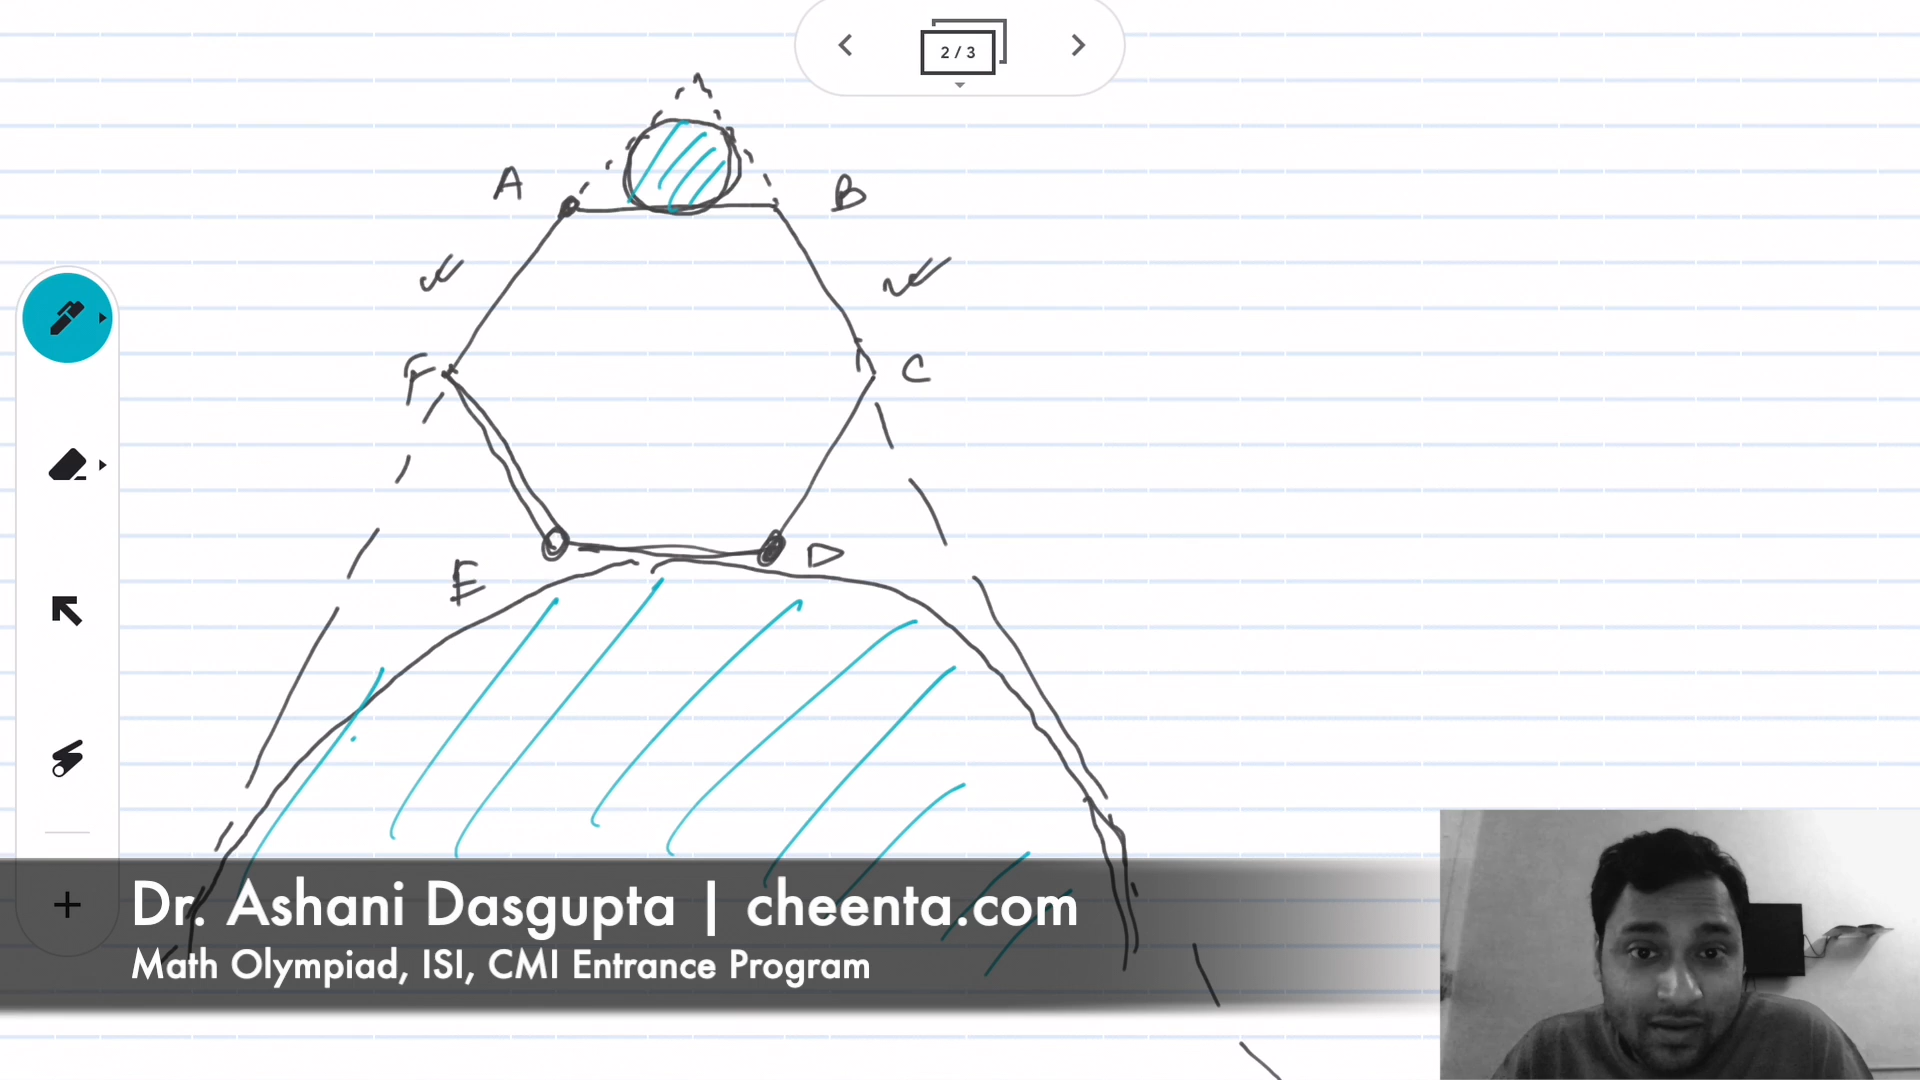 2 / 3
A
B
F
C
E
D
Dr. Ashani Dasgupta | cheenta.com
Math Olympiad, ISI, CMI Entrance Program